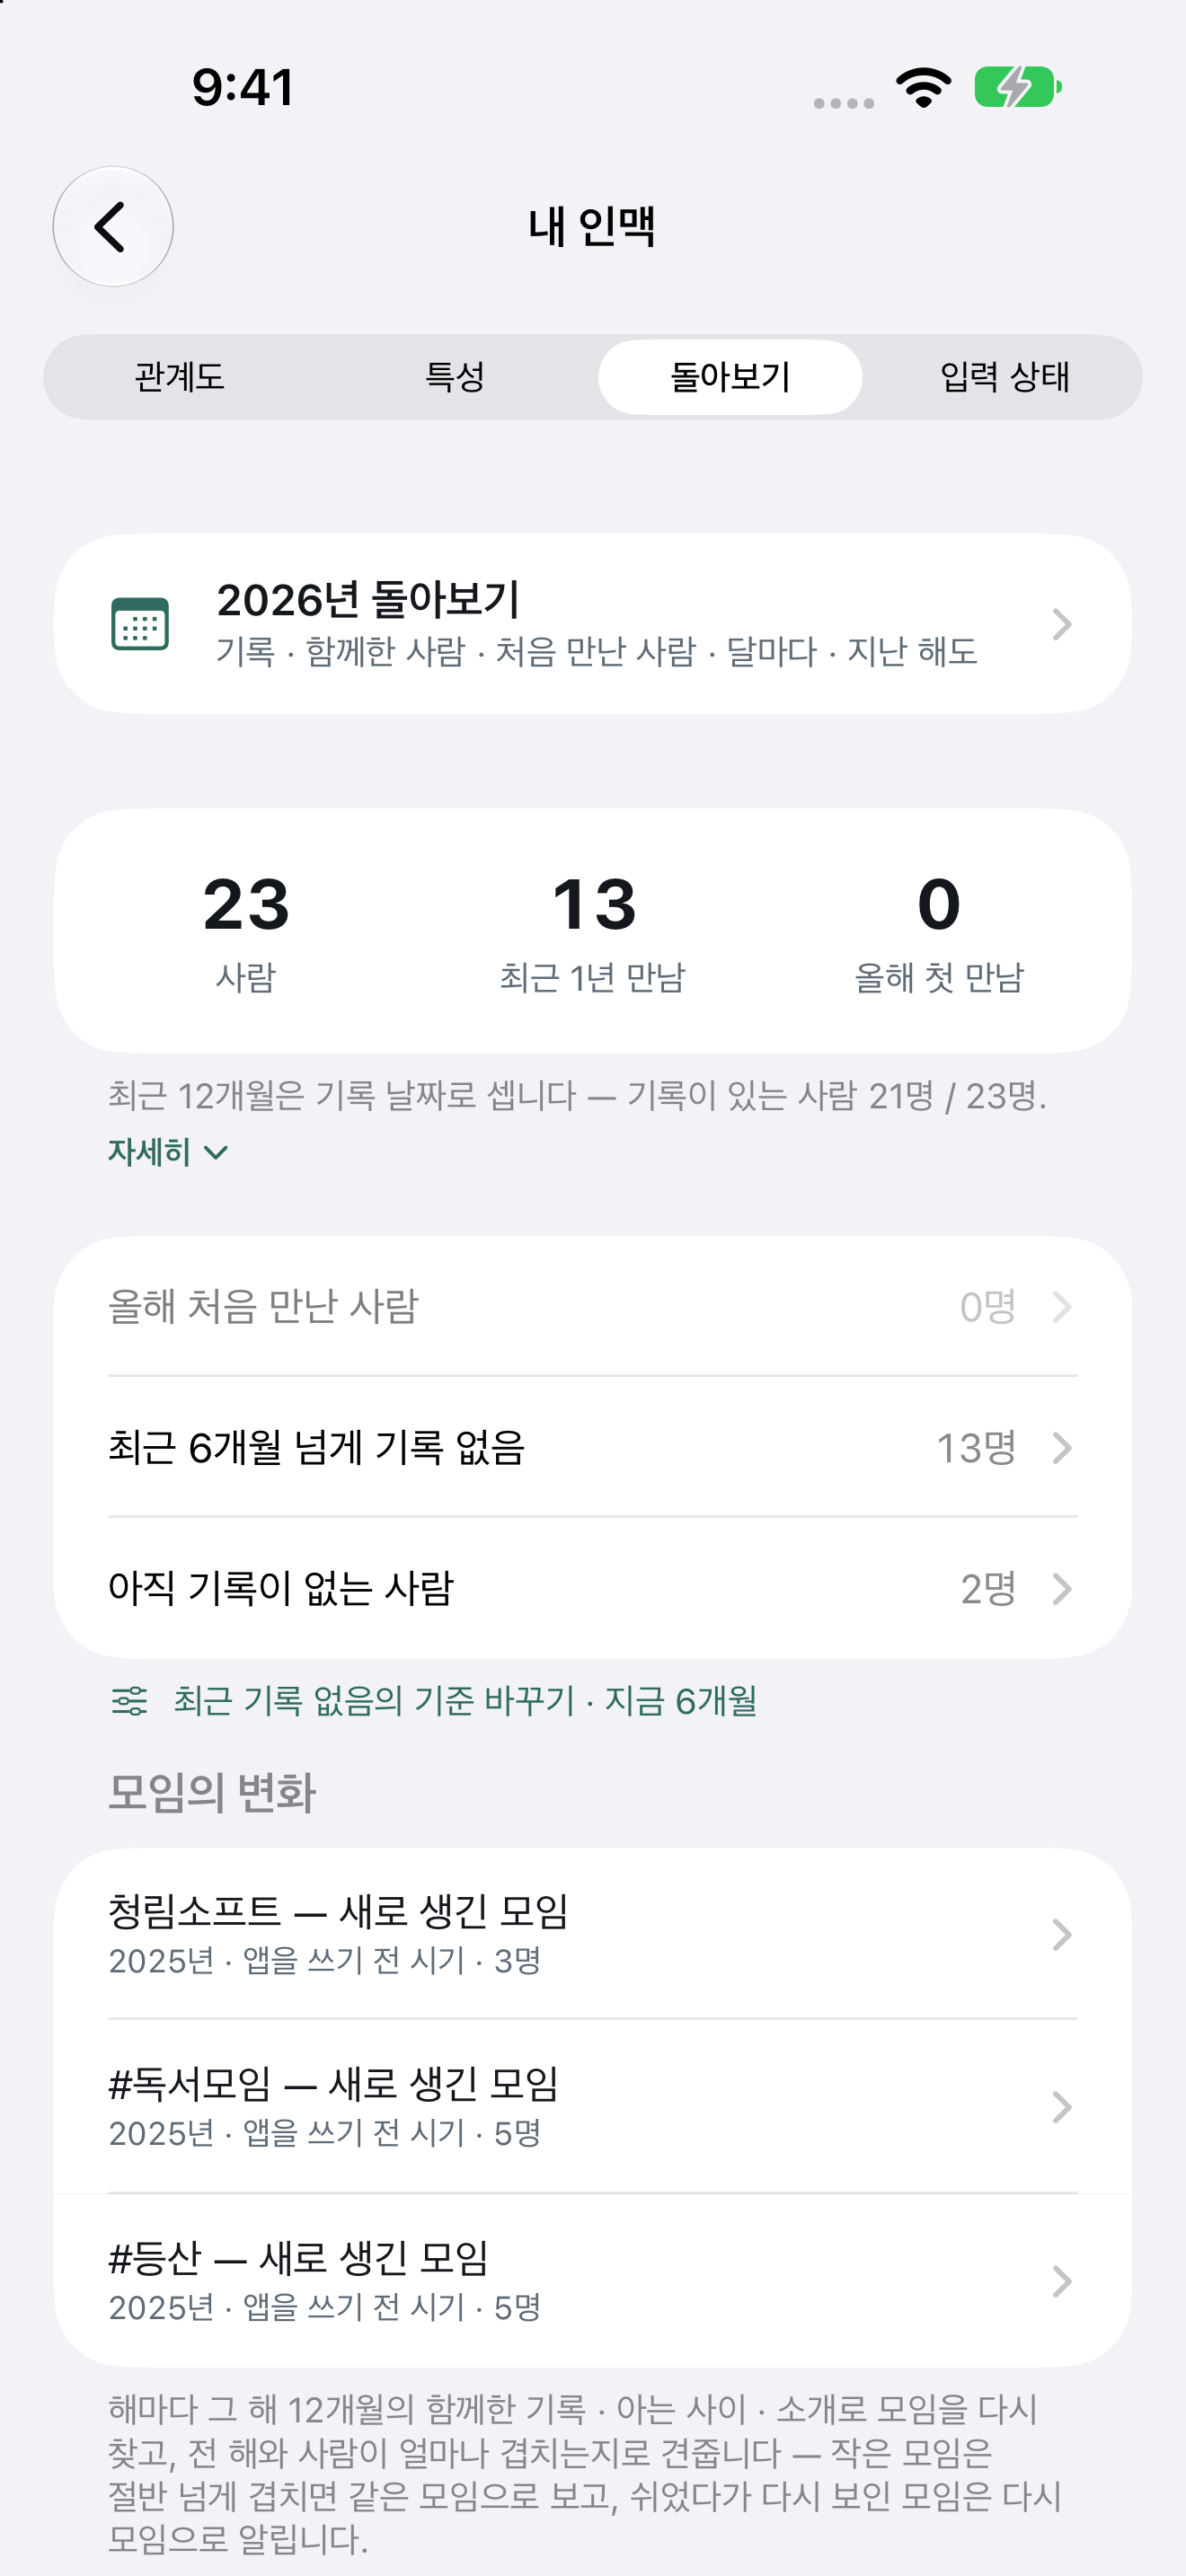 9:41
내 인맥
관계도 특성 돌아보기 입력 상태
2026년 돌아보기
기록 · 함께한 사람 · 처음 만난 사람 · 달마다 · 지난 해도
23 13 0
사람 최근 1년 만남 올해 첫 만남
최근 12개월은 기록 날짜로 셉니다 — 기록이 있는 사람 21명 / 23명.
자세히
올해 처음 만난 사람 0명
최근 6개월 넘게 기록 없음 13명
아직 기록이 없는 사람 2명
최근 기록 없음의 기준 바꾸기 · 지금 6개월
모임의 변화
청림소프트 — 새로 생긴 모임
2025년 · 앱을 쓰기 전 시기 · 3명
#독서모임 — 새로 생긴 모임
2025년 · 앱을 쓰기 전 시기 · 5명
#등산 — 새로 생긴 모임
2025년 · 앱을 쓰기 전 시기 · 5명
해마다 그 해 12개월의 함께한 기록 · 아는 사이 · 소개로 모임을 다시
찾고, 전 해와 사람이 얼마나 겹치는지로 견줍니다 — 작은 모임은
절반 넘게 겹치면 같은 모임으로 보고, 쉬었다가 다시 보인 모임은 다시
모임으로 알립니다.